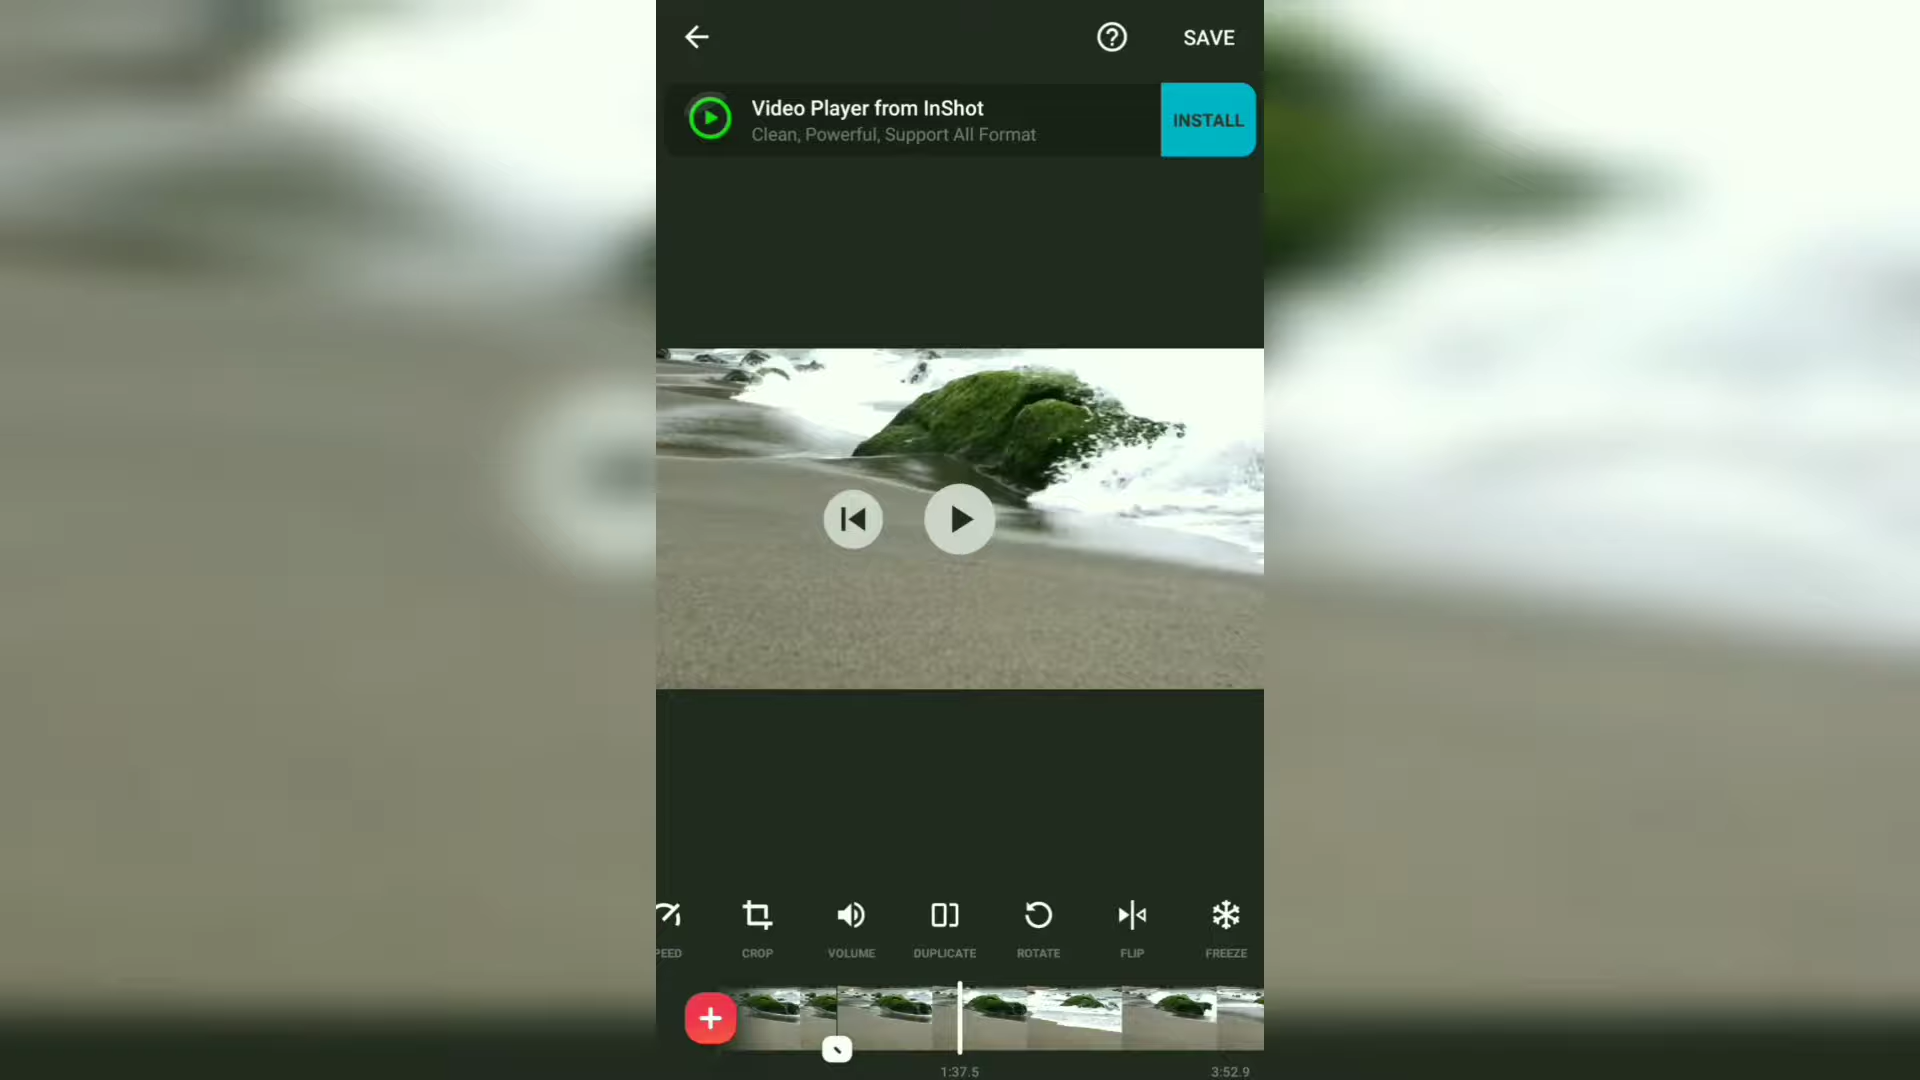 SAVE
Video Player from InShot
Clean, Powerful, Support All Format
INSTALL
PEED CROP VOLUME DUPLICATE ROTATE FLIP FREEZE
1:37.5 3:52.9